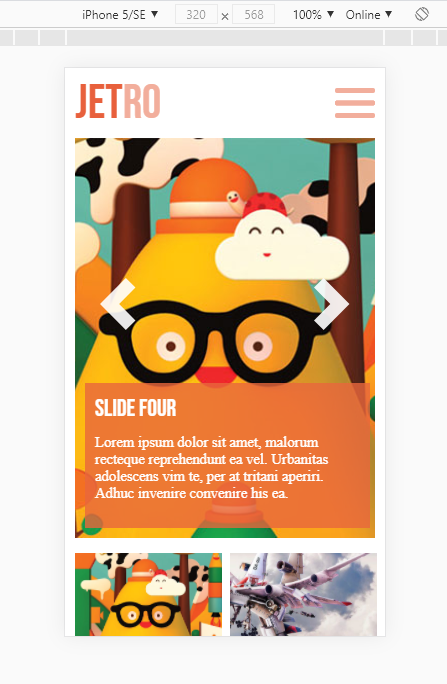 iPhone 5/SE ▼ 320 × 568 100% ▼ Online ▼
JETRO
SLIDE FOUR
Lorem ipsum dolor sit amet, malorum
recteque reprehendunt ea vel. Urbanitas
adolescens vim te, per at tritani aperiri.
Adhuc invenire convenire his ea.